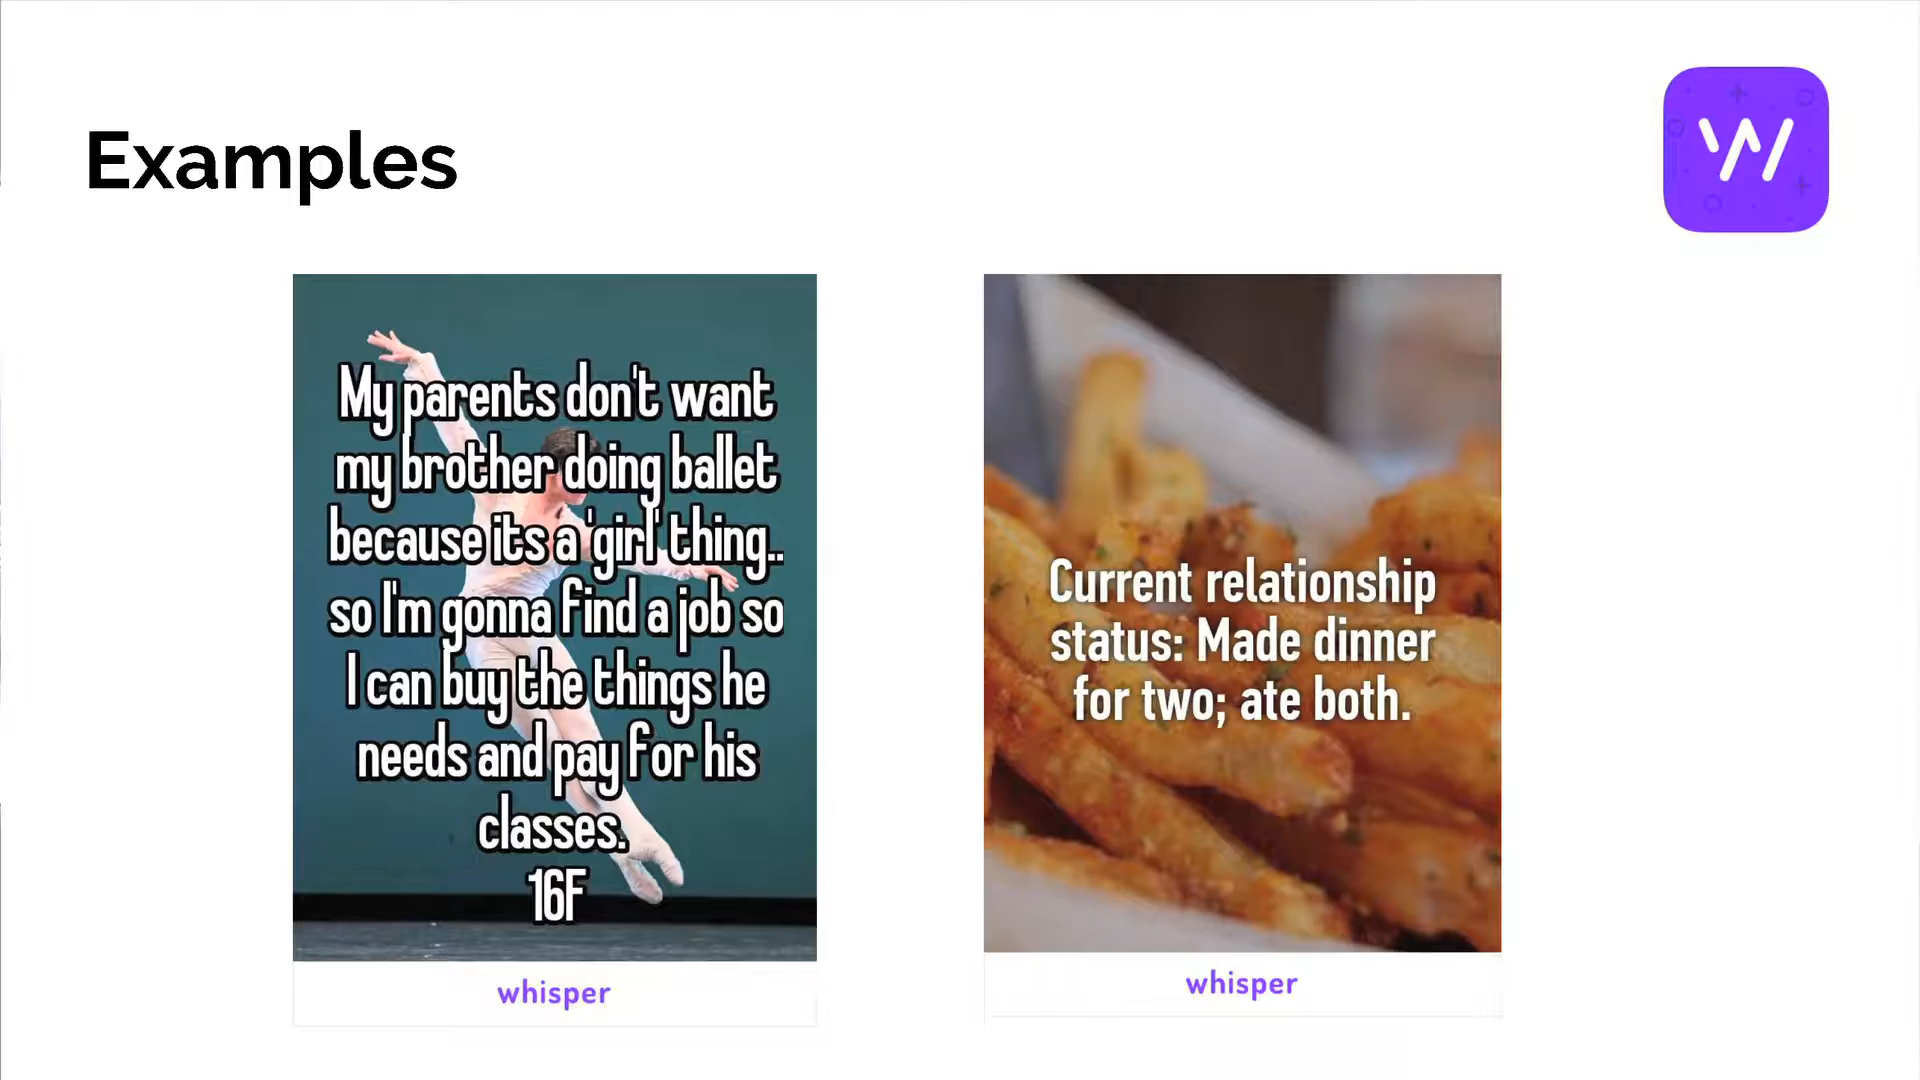 Examples
W
My parents don't want
my brother doing ballet
because its a 'girl' thing..
so I'm gonna find a job so
I can buy the things he
needs and pay for his
classes.
16F
whisper
Current relationship
status: Made dinner
for two; ate both.
whisper